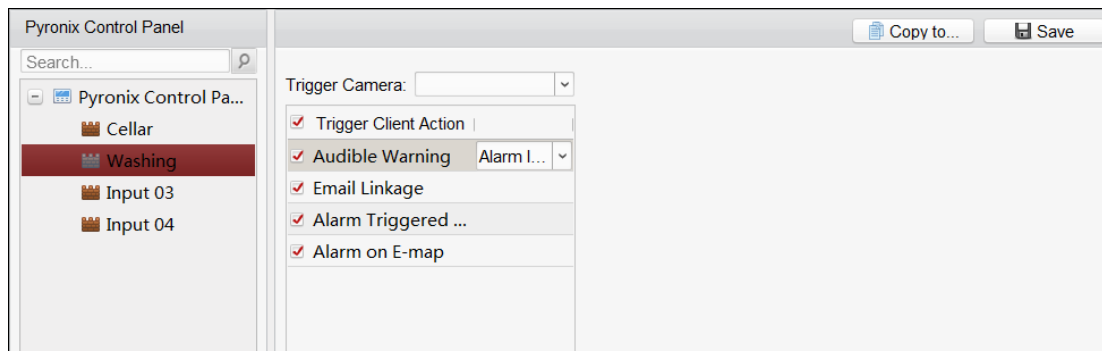 Pyronix Control Panel
Copy to...
Save
Search...
Trigger Camera:
Pyronix Control Pa...
Cellar
Trigger Client Action
Washing
Audible Warning
Alarm I...
Input 03
Email Linkage
Input 04
Alarm Triggered ...
Alarm on E-map